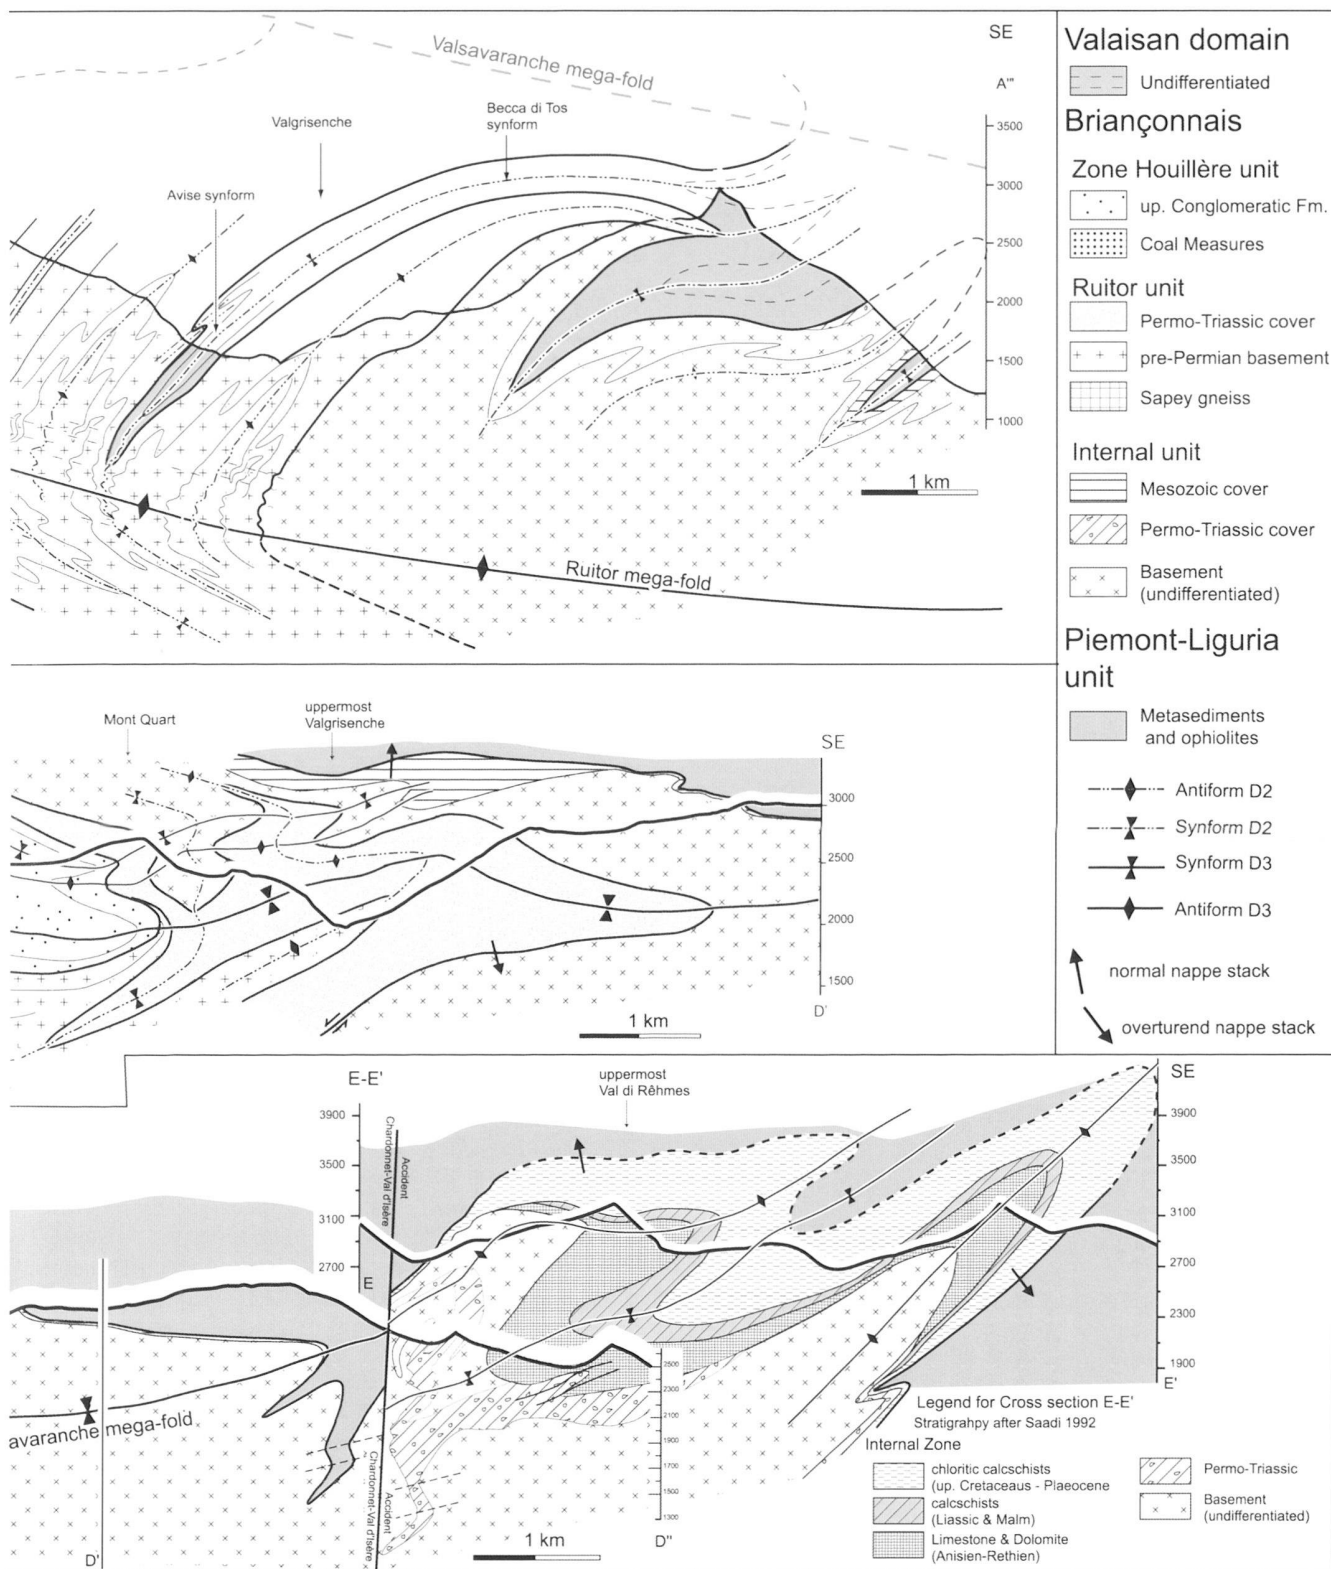 SE
A'''
Valsavaranche mega-fold
Becca di Tos
synform
Valgrisenche
Avise synform
3500
3000
2500
2000
1500
1000
1 km
Ruitor mega-fold
Valaisan domain
Undifferentiated
Briançonnais
Zone Houillère unit
up. Conglomeratic Fm.
Coal Measures
Ruitor unit
Permo-Triassic cover
pre-Permian basement
Sapey gneiss
Internal unit
Mesozoic cover
Permo-Triassic cover
Basement
(undifferentiated)
Piemont-Liguria
unit
Metasediments
and ophiolites
Antiform D2
Synform D2
Synform D3
Antiform D3
normal nappe stack
overturend nappe stack
Mont Quart
uppermost
Valgrisenche
SE
3000
2500
2000
1500
D'
1 km
E-E'
uppermost
Val di Rêhmes
SE
3900
3500
3100
2700
E
Accident
Chardonnet-Val d'Isère
3900
3500
3100
2700
2300
1900
E'
avaranche mega-fold
D'
Accident
Chardonnet-Val d'Isère
2500
2300
2100
1900
1700
1500
1300
D''
1 km
Legend for Cross section E-E'
Stratigrahpy after Saadi 1992
Internal Zone
chloritic calcschists
(up. Cretaceaus - Plaeocene
calcschists
(Liassic & Malm)
Limestone & Dolomite
(Anisien-Rethien)
Permo-Triassic
Basement
(undifferentiated)